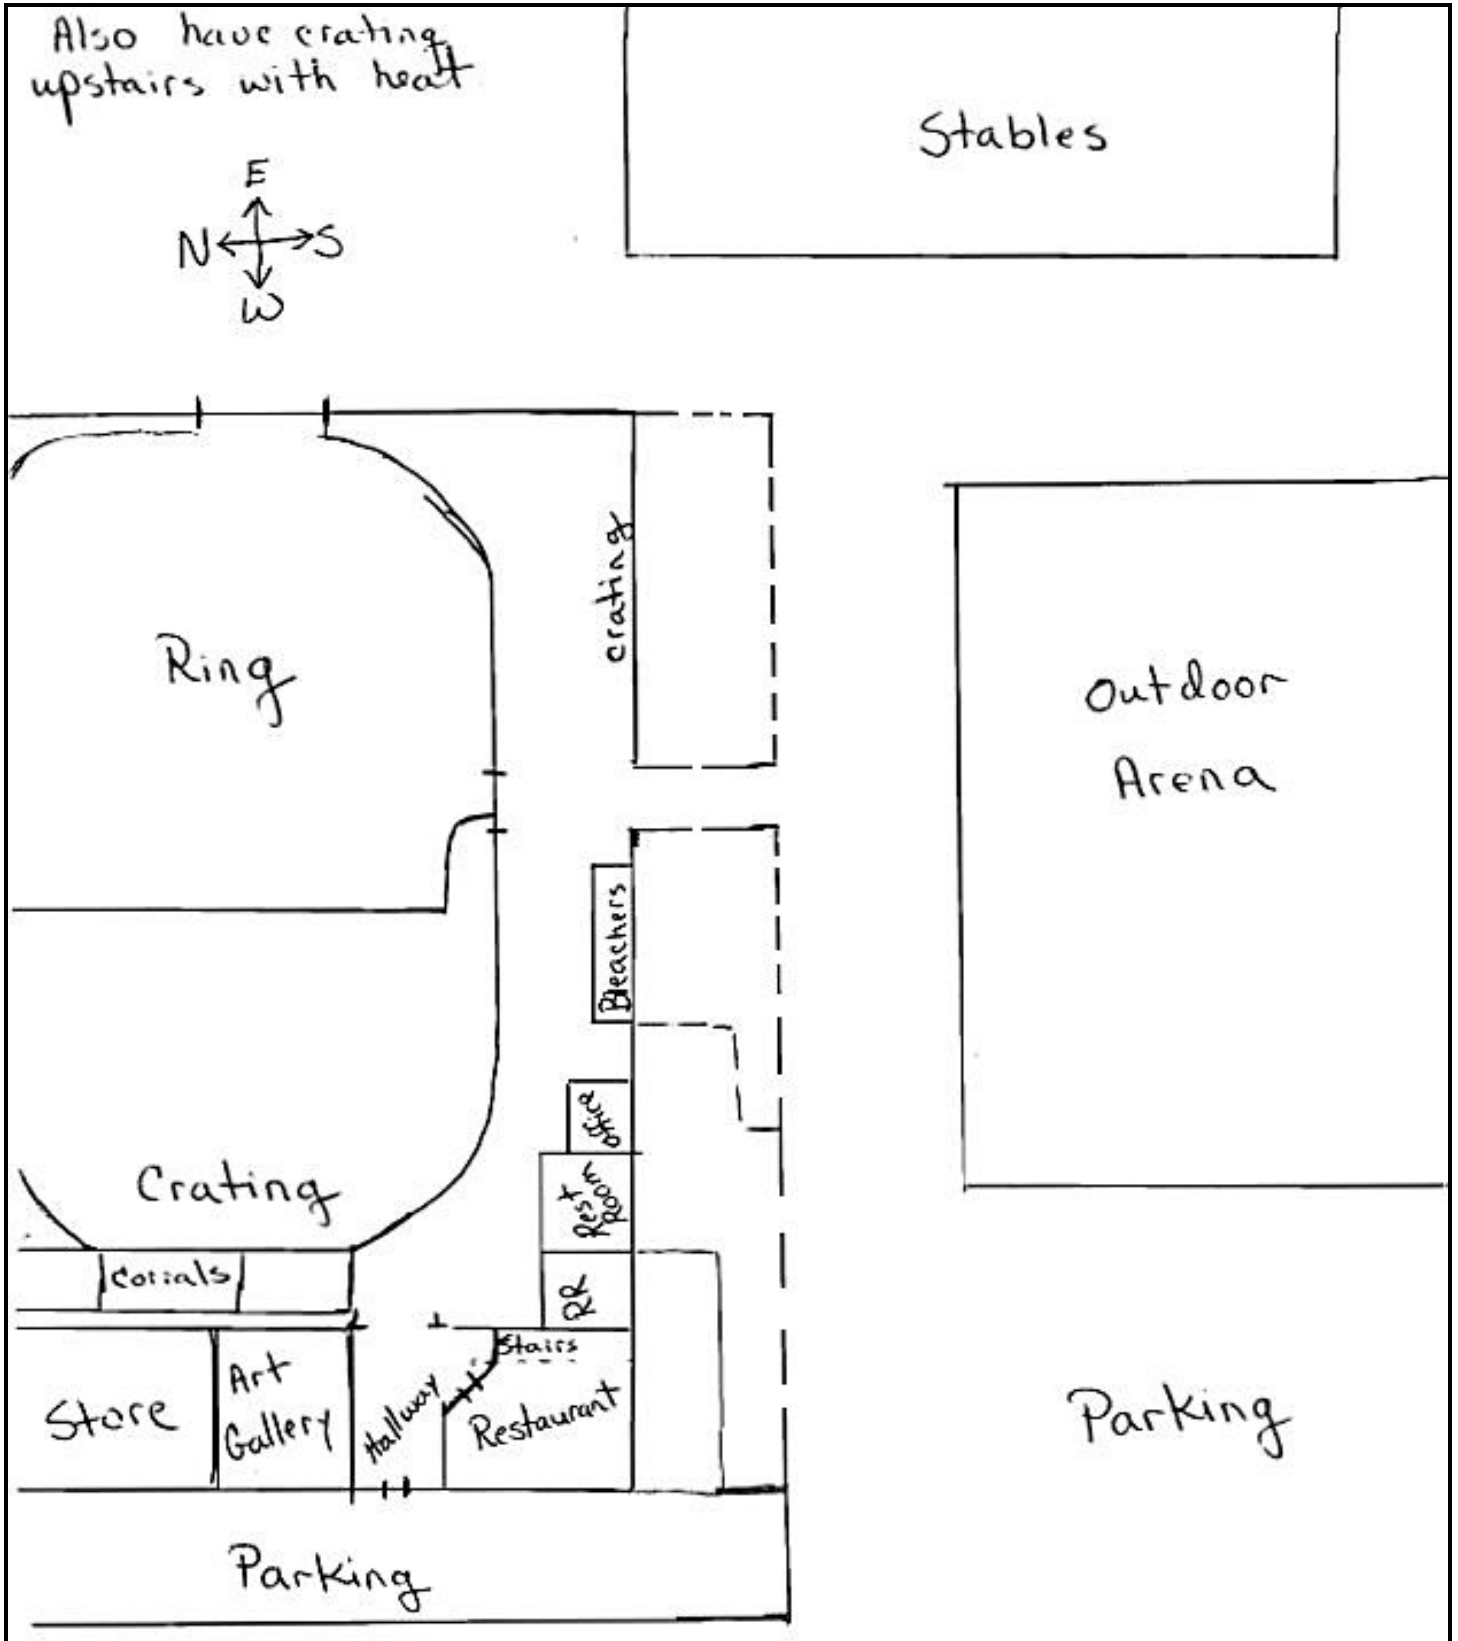 Also have crating
upstairs with heat
Stables
E
N
S
W
crating
Ring
Outdoor
Arena
Bleachers
Office
Rest
Room
Crating
Corrals
RR
Stairs
Store
Art
Gallery
Hallway
Restaurant
Parking
Parking